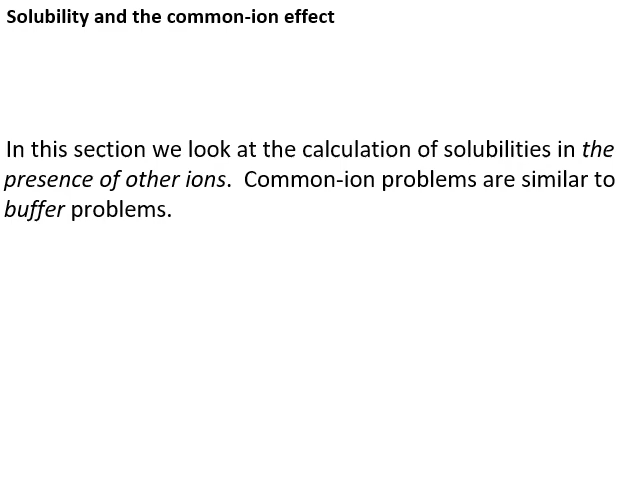 Solubility and the common-ion effect
In this section we look at the calculation of solubilities in the
presence of other ions.  Common-ion problems are similar to
buffer problems.